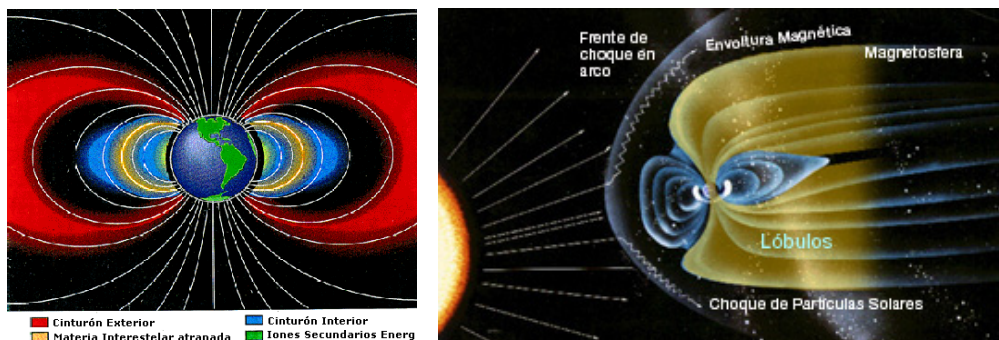 Cinturón Exterior
Cinturón Interior
Materia Interestelar atrapada
Iones Secundarios Energ
Frente de
choque en
arco
Envoltura Magnética
Magnetosfera
Lóbulos
Choque de Partículas Solares